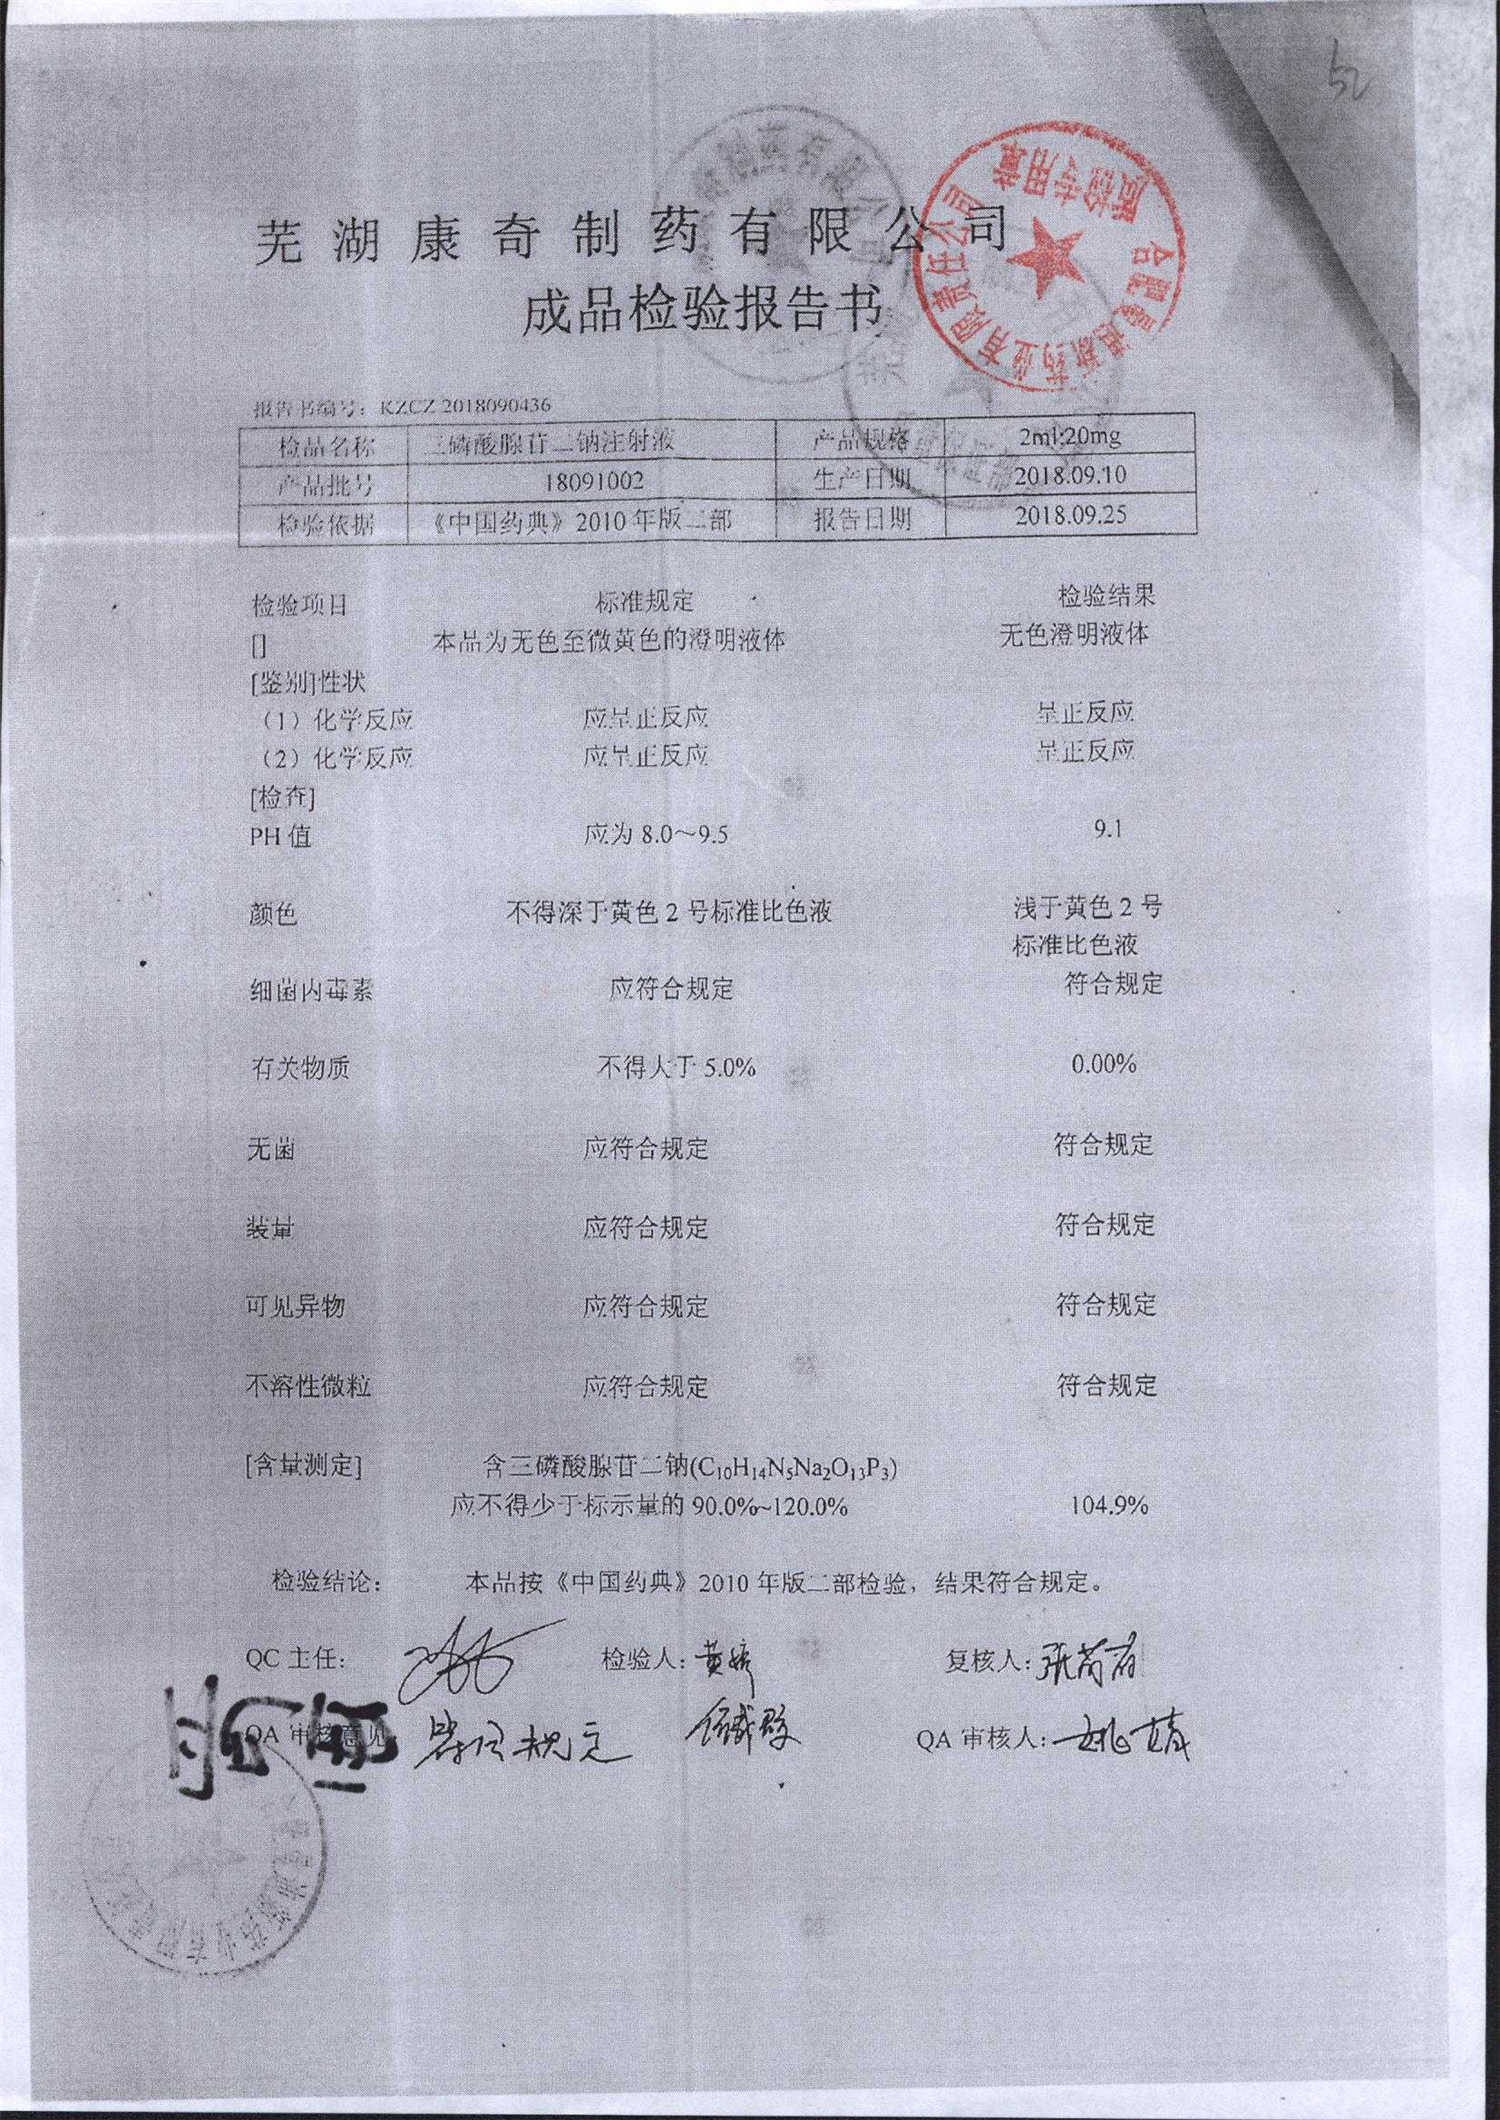 芜湖康奇制药有限公司
成品检验报告书
质检专用章
报告书编号：KZCZ 2018090436
检品名称 三磷酸腺苷二钠注射液 产品规格 2ml:20mg
产品批号 18091002 生产日期 2018.09.10
检验依据 《中国药典》2010年版二部 报告日期 2018.09.25
检验项目 标准规定 检验结果
[] 本品为无色至微黄色的澄明液体 无色澄明液体
[鉴别]性状
（1）化学反应 应呈正反应 呈正反应
（2）化学反应 应呈正反应 呈正反应
[检查]
PH值 应为8.0～9.5 9.1
颜色 不得深于黄色2号标准比色液 浅于黄色2号
标准比色液
细菌内毒素 应符合规定 符合规定
有关物质 不得大于5.0% 0.00%
无菌 应符合规定 符合规定
装量 应符合规定 符合规定
可见异物 应符合规定 符合规定
不溶性微粒 应符合规定 符合规定
[含量测定] 含三磷酸腺苷二钠(C₁₀H₁₄N₅Na₂O₁₃P₃)
应不得少于标示量的90.0%~120.0% 104.9%
检验结论： 本品按《中国药典》2010年版二部检验，结果符合规定。
QC主任： 检验人：黄婷 复核人：
QA审核意见 符合规定 QA审核人：